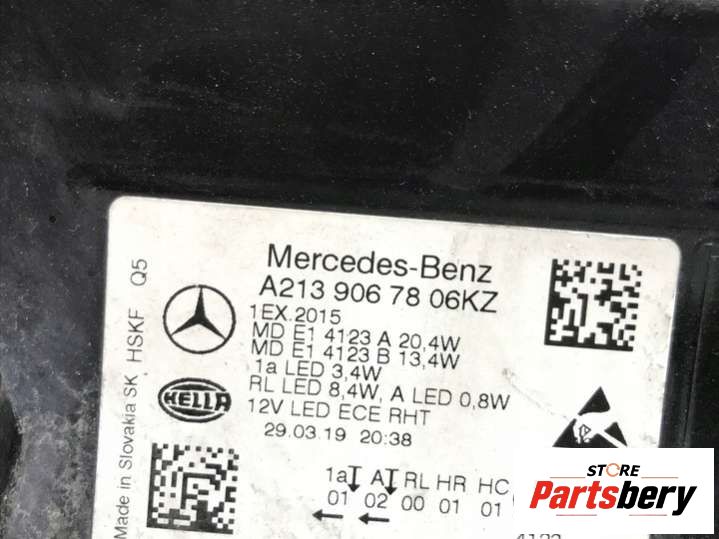 Mercedes-Benz
A213 906 78 06KZ
1EX.2015
MD E1 4123 A 20,4W
MD E1 4123 B 13,4W
1a LED 3,4W
RL LED 8,4W, A LED 0,8W
12V LED ECE RHT
29.03.19 20:38
HELLA
Made in Slovakia SK HSKF Q5
1a A RL HR HC
01 02 00 01 01
4123
STORE
Partsbery